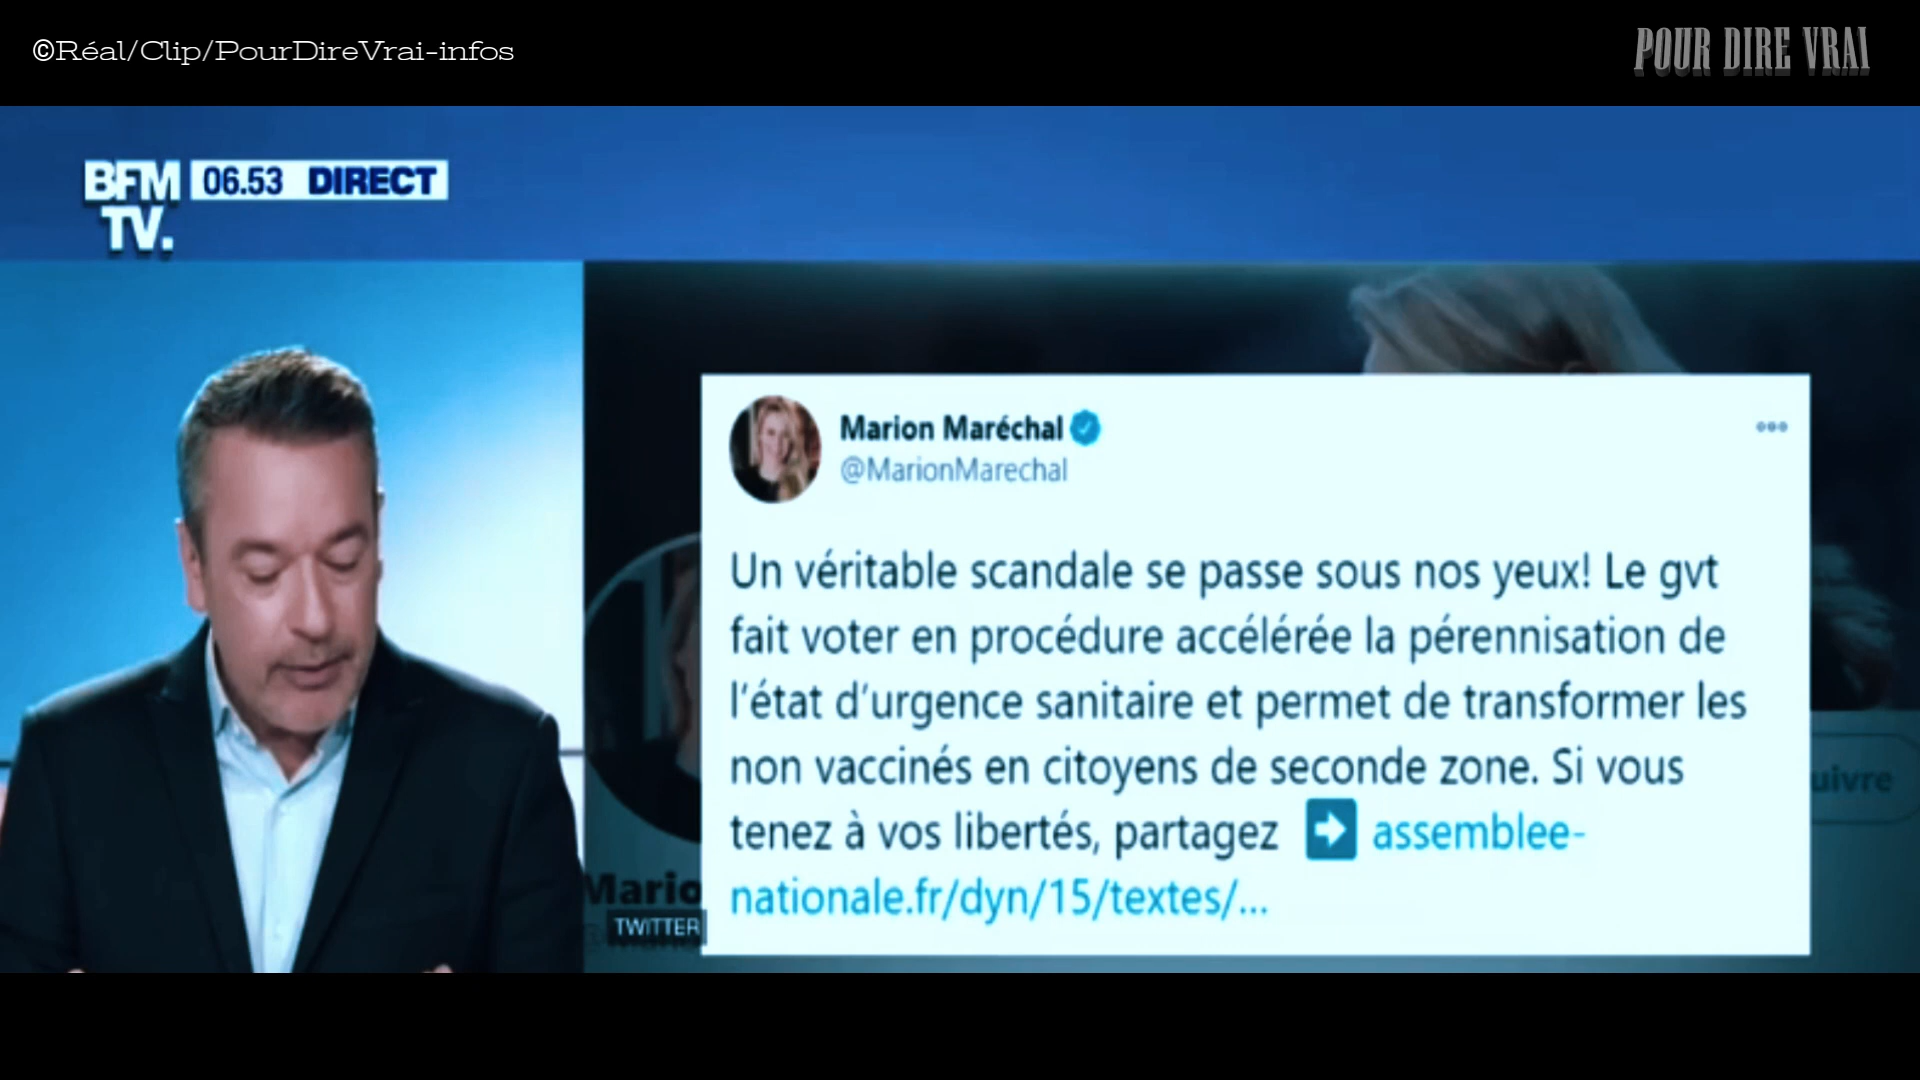 ©Réal/Clip/PourDireVrai-infos
POUR DIRE VRAI
BFM
TV.
06.53 DIRECT
Marion Maréchal
@MarionMarechal
Un véritable scandale se passe sous nos yeux! Le gvt
fait voter en procédure accélérée la pérennisation de
l'état d'urgence sanitaire et permet de transformer les
non vaccinés en citoyens de seconde zone. Si vous
tenez à vos libertés, partagez ➡ assemblee-
nationale.fr/dyn/15/textes/...
uivre
Mario
TWITTER